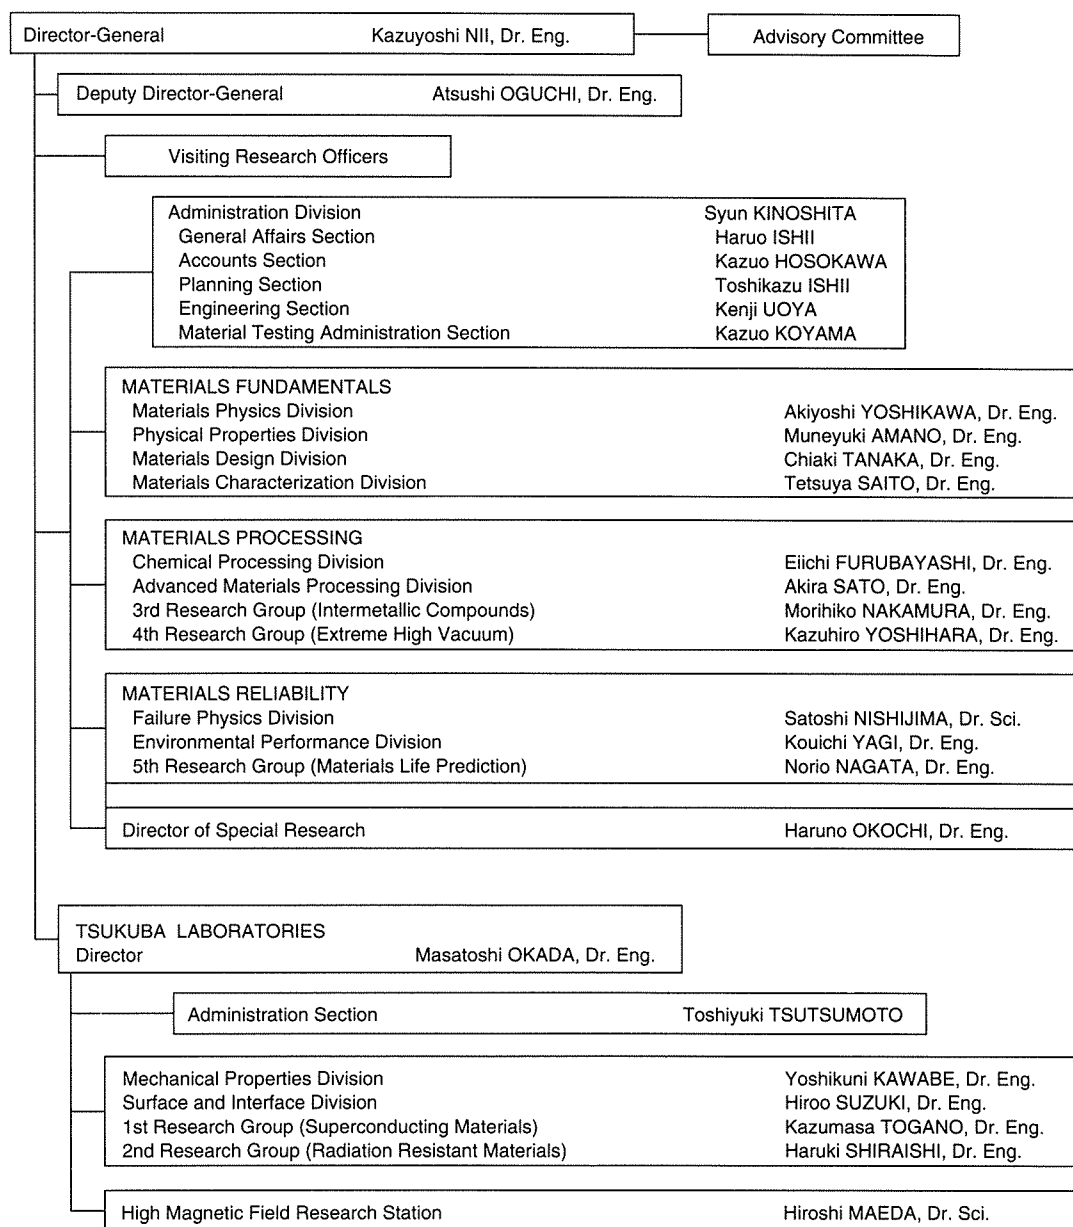 Director-General Kazuyoshi NII, Dr. Eng. Advisory Committee
Deputy Director-General Atsushi OGUCHI, Dr. Eng.
Visiting Research Officers
Administration Division Syun KINOSHITA
General Affairs Section Haruo ISHII
Accounts Section Kazuo HOSOKAWA
Planning Section Toshikazu ISHII
Engineering Section Kenji UOYA
Material Testing Administration Section Kazuo KOYAMA
MATERIALS FUNDAMENTALS
Materials Physics Division Akiyoshi YOSHIKAWA, Dr. Eng.
Physical Properties Division Muneyuki AMANO, Dr. Eng.
Materials Design Division Chiaki TANAKA, Dr. Eng.
Materials Characterization Division Tetsuya SAITO, Dr. Eng.
MATERIALS PROCESSING
Chemical Processing Division Eiichi FURUBAYASHI, Dr. Eng.
Advanced Materials Processing Division Akira SATO, Dr. Eng.
3rd Research Group (Intermetallic Compounds) Morihiko NAKAMURA, Dr. Eng.
4th Research Group (Extreme High Vacuum) Kazuhiro YOSHIHARA, Dr. Eng.
MATERIALS RELIABILITY
Failure Physics Division Satoshi NISHIJIMA, Dr. Sci.
Environmental Performance Division Kouichi YAGI, Dr. Eng.
5th Research Group (Materials Life Prediction) Norio NAGATA, Dr. Eng.
Director of Special Research Haruno OKOCHI, Dr. Eng.
TSUKUBA LABORATORIES
Director Masatoshi OKADA, Dr. Eng.
Administration Section Toshiyuki TSUTSUMOTO
Mechanical Properties Division Yoshikuni KAWABE, Dr. Eng.
Surface and Interface Division Hiroo SUZUKI, Dr. Eng.
1st Research Group (Superconducting Materials) Kazumasa TOGANO, Dr. Eng.
2nd Research Group (Radiation Resistant Materials) Haruki SHIRAISHI, Dr. Eng.
High Magnetic Field Research Station Hiroshi MAEDA, Dr. Sci.